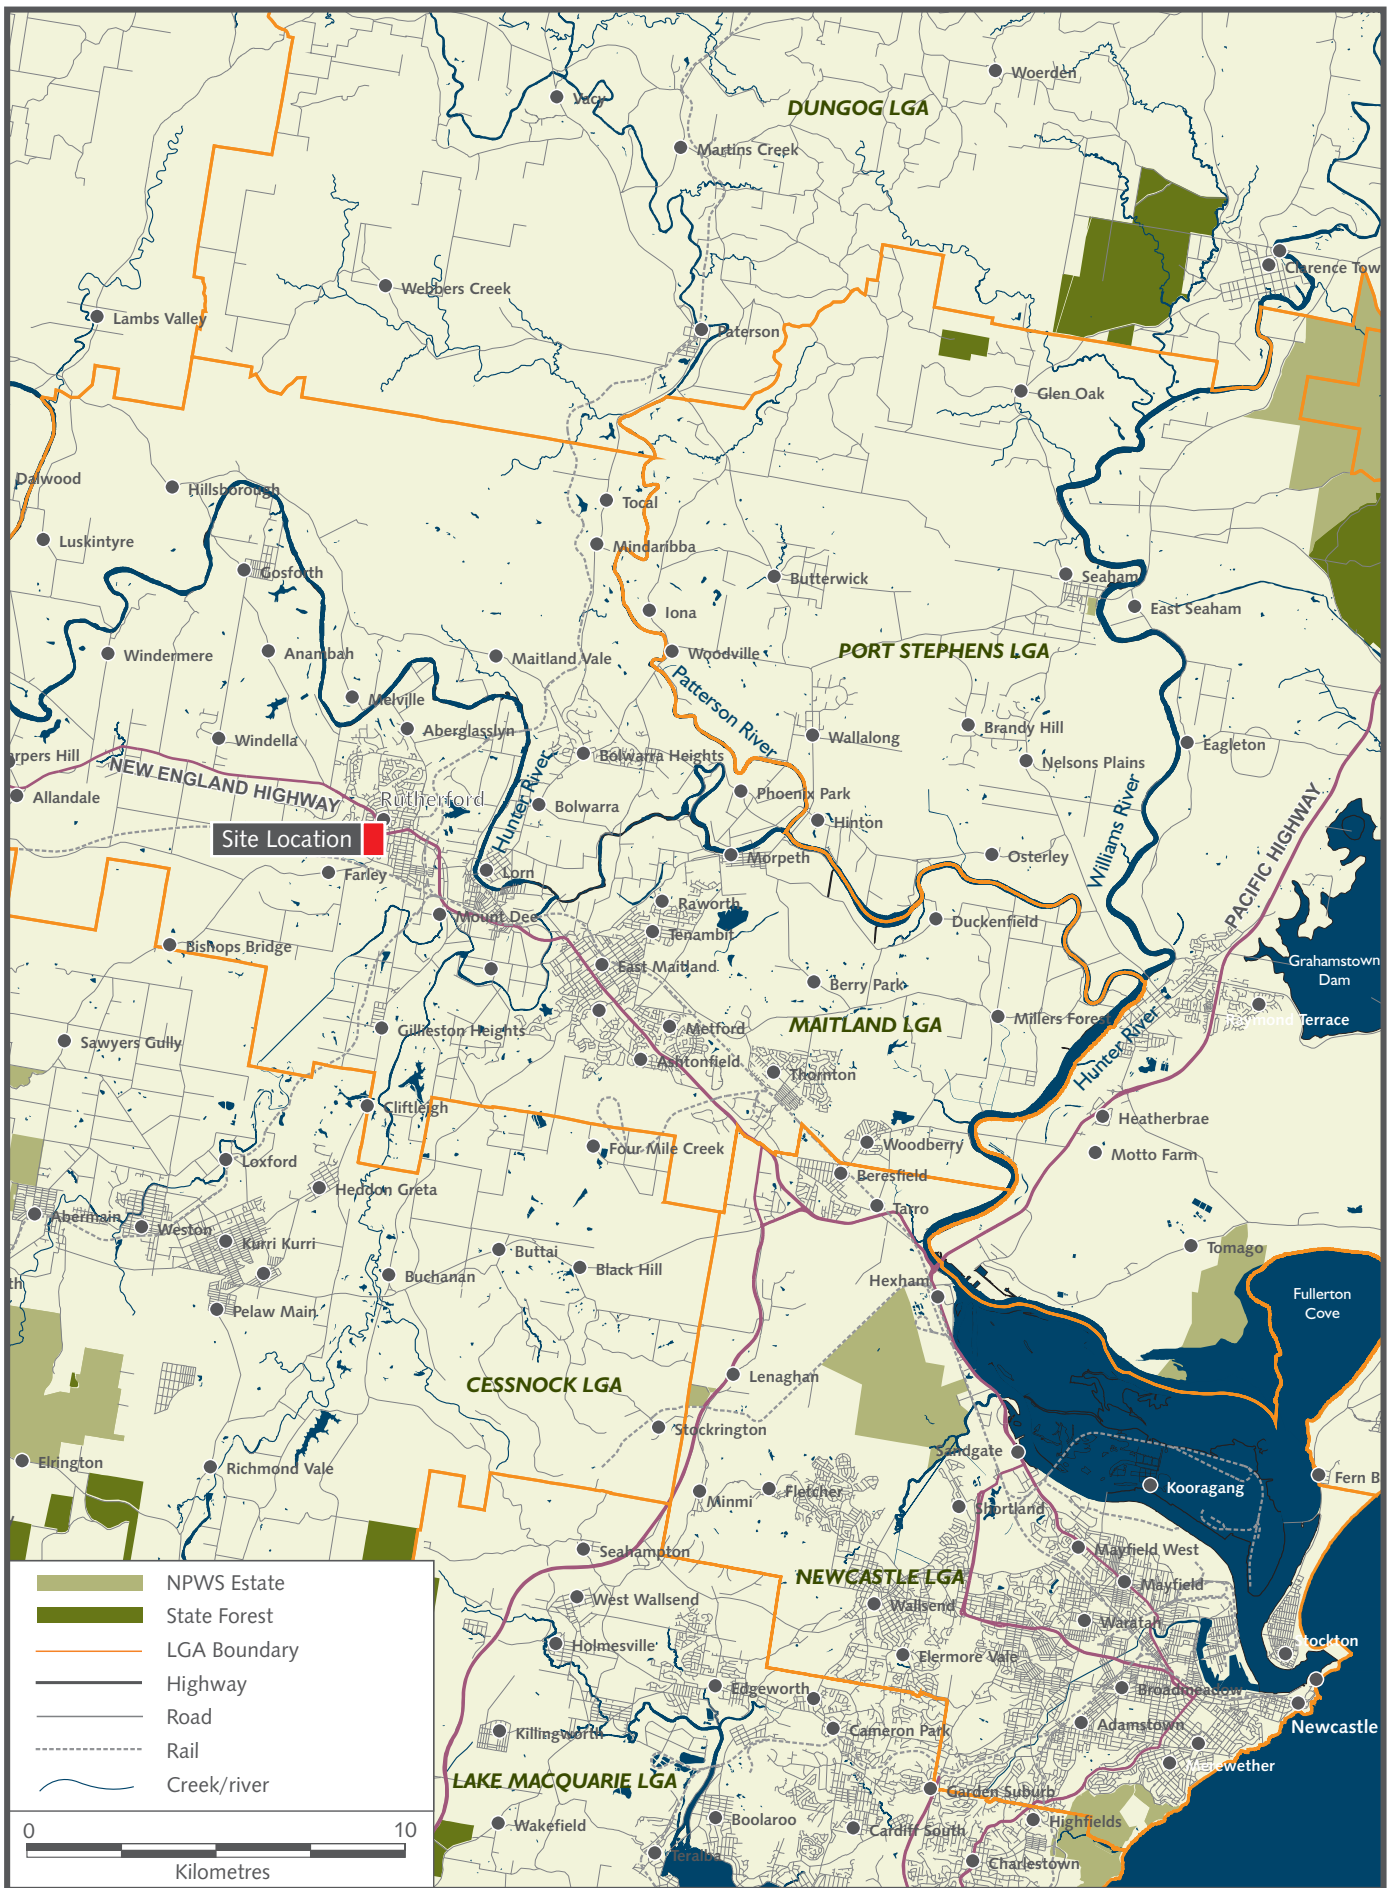 Woerden
Vacy
DUNGOG LGA
Martins Creek
Clarence Tow
Webbers Creek
Lambs Valley
Paterson
Glen Oak
Dalwood
Hillsborough
Tocal
Luskintyre
Mindaribba
Gosforth
Butterwick
Seaham
Iona
East Seaham
Windermere
Anambah
Maitland Vale
Woodville
PORT STEPHENS LGA
Patterson River
Melville
Aberglasslyn
Brandy Hill
Windella
Wallalong
Eagleton
rpers Hill
Bolwarra Heights
Nelsons Plains
NEW ENGLAND HIGHWAY
Hunter River
Williams River
PACIFIC HIGHWAY
Allandale
Rutherford
Bolwarra
Phoenix Park
Hinton
Site Location
Morpeth
Osterley
Farley
Lorn
Raworth
Mount Dee
Duckenfield
Tenambit
Bishops Bridge
East Maitland
Grahamstown
Dam
Berry Park
Millers Forest
MAITLAND LGA
Raymond Terrace
Gillieston Heights
Metford
Hunter River
Sawyers Gully
Ashtonfield
Thornton
Cliftleigh
Heatherbrae
Four Mile Creek
Woodberry
Motto Farm
Loxford
Beresfield
Heddon Greta
Tarro
Abermain
Weston
Kurri Kurri
Buttai
Tomago
Black Hill
Buchanan
th
Hexham
Fullerton
Cove
Pelaw Main
Lenaghan
CESSNOCK LGA
Stockrington
Sandgate
Elrington
Richmond Vale
Fern B
Kooragang
Minmi
Fletcher
Shortland
Seahampton
Mayfield West
NEWCASTLE LGA
Mayfield
West Wallsend
Wallsend
Waratah
Holmesville
Stockton
Elermore Vale
Edgeworth
Broadmeadow
Newcastle
Killingworth
Cameron Park
Adamstown
Merewether
LAKE MACQUARIE LGA
Garden Suburb
Wakefield
Boolaroo
Cardiff South
Highfields
Teralba
Charlestown
NPWS Estate
State Forest
LGA Boundary
Highway
Road
Rail
Creek/river
0 10
Kilometres